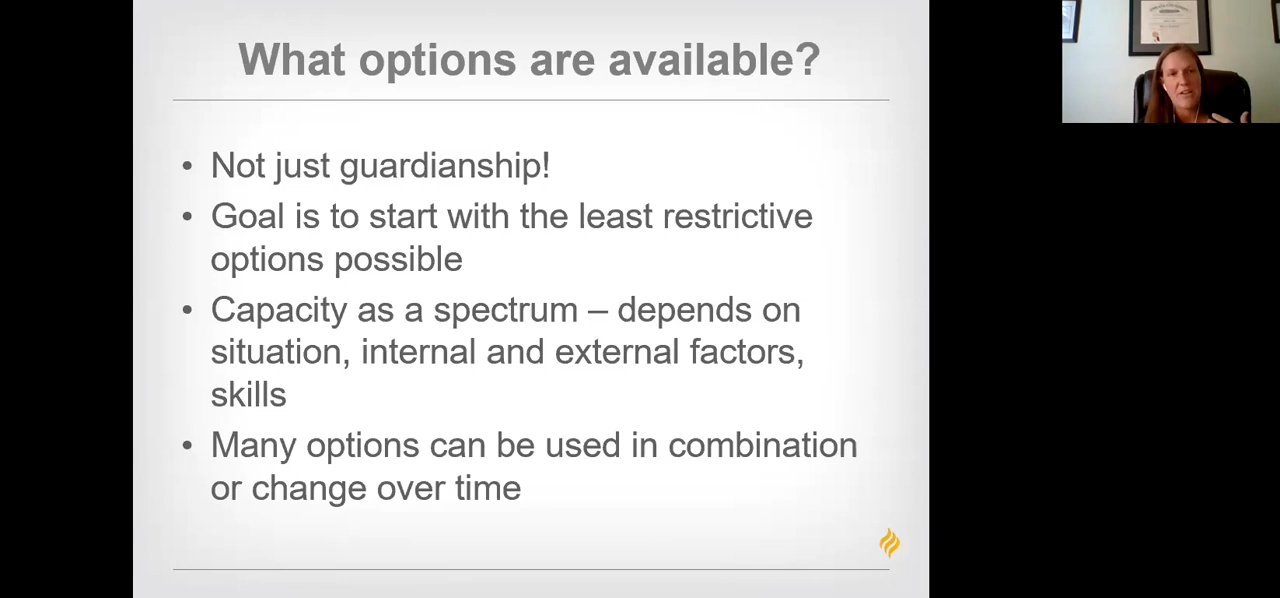 What options are available?
• Not just guardianship!
• Goal is to start with the least restrictive
options possible
• Capacity as a spectrum – depends on
situation, internal and external factors,
skills
• Many options can be used in combination
or change over time